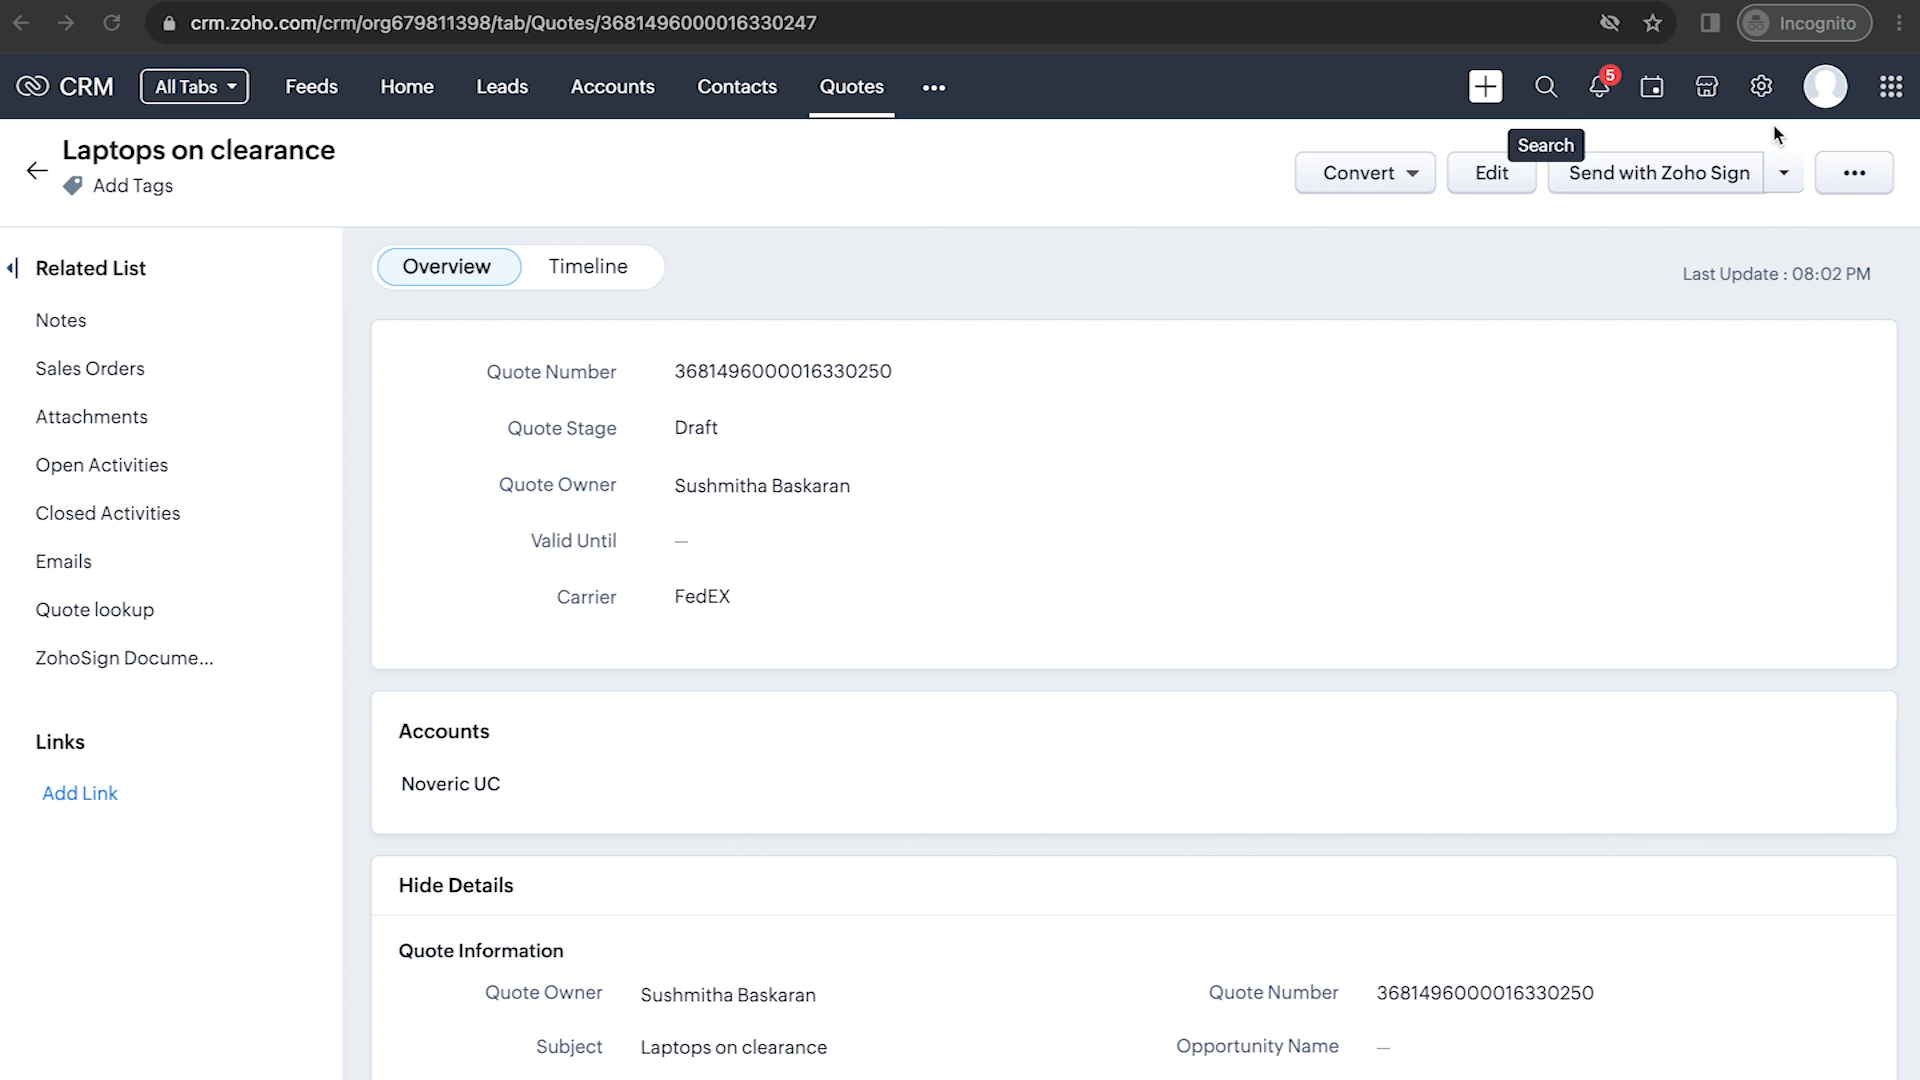 crm.zoho.com/crm/org679811398/tab/Quotes/3681496000016330247
Incognito
CRM
All Tabs
Feeds
Home
Leads
Accounts
Contacts
Quotes
5
Laptops on clearance
Add Tags
Search
Convert
Edit
Send with Zoho Sign
Related List
Notes
Sales Orders
Attachments
Open Activities
Closed Activities
Emails
Quote lookup
ZohoSign Docume...
Links
Add Link
Overview
Timeline
Last Update : 08:02 PM
Quote Number 3681496000016330250
Quote Stage Draft
Quote Owner Sushmitha Baskaran
Valid Until —
Carrier FedEX
Accounts
Noveric UC
Hide Details
Quote Information
Quote Owner Sushmitha Baskaran
Quote Number 3681496000016330250
Subject Laptops on clearance
Opportunity Name —